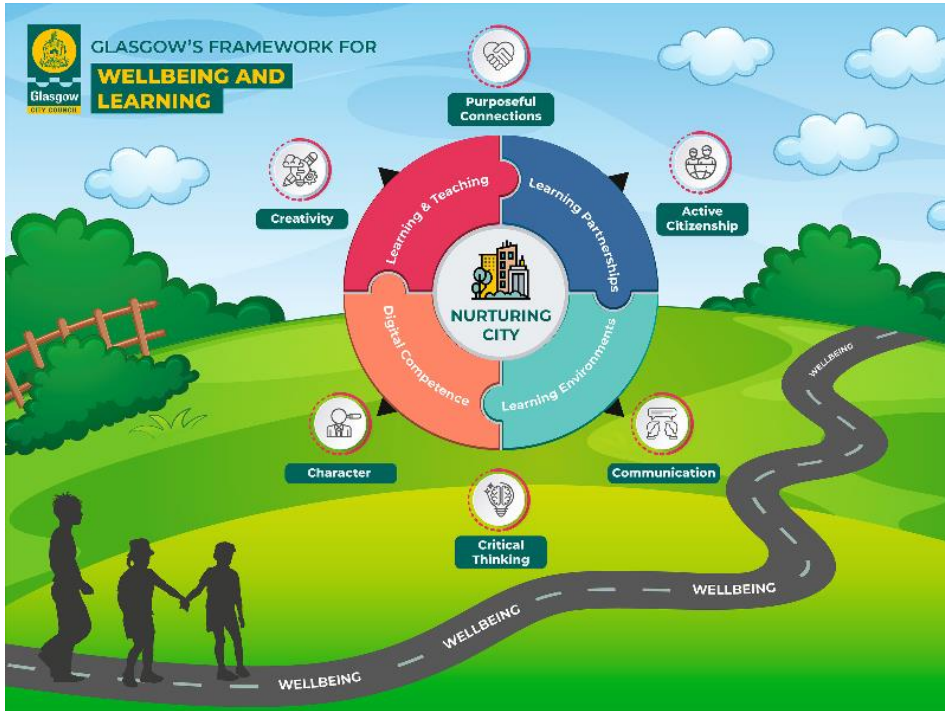 GLASGOW'S FRAMEWORK FOR
WELLBEING AND
LEARNING
Glasgow
CITY COUNCIL
Purposeful
Connections
Creativity
Active
Citizenship
Learning & Teaching
Learning Partnerships
NURTURING
CITY
Digital Competence
Learning Environments
Character
Communication
Critical
Thinking
WELLBEING
WELLBEING
WELLBEING
WELLBEING